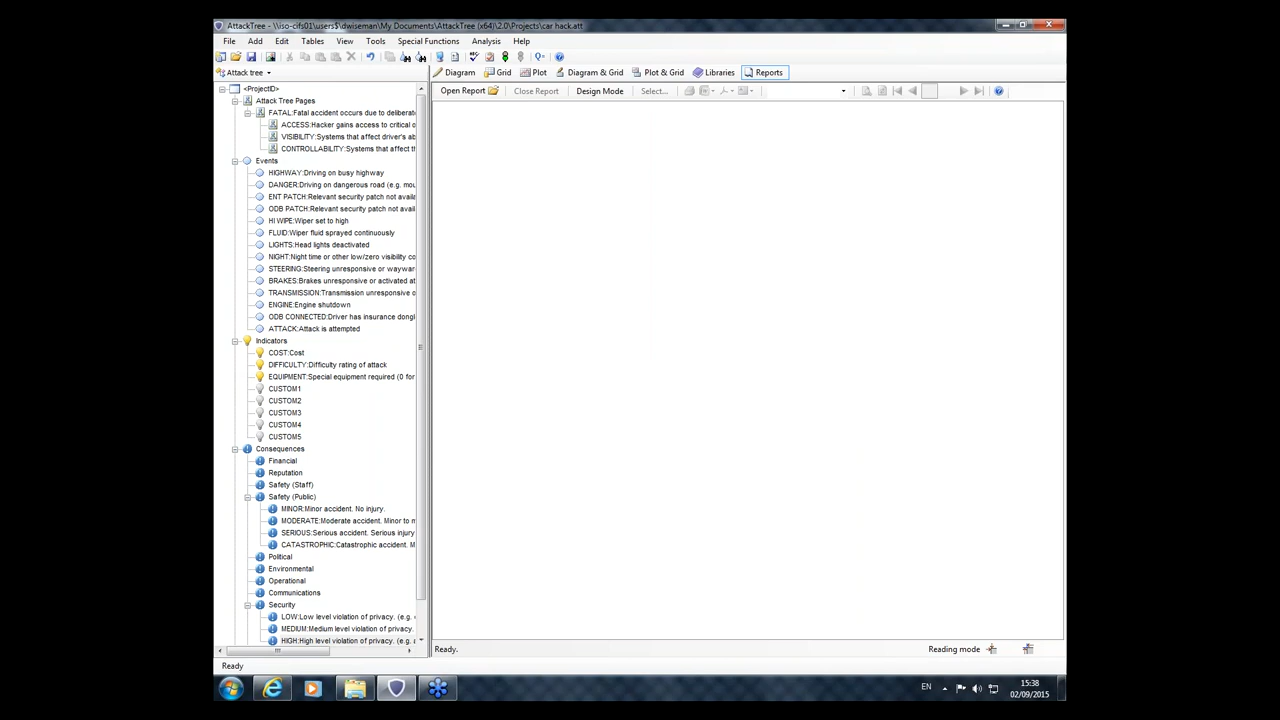 AttackTree - \\iso-cifs01\users$\dwiseman\My Documents\AttackTree (x64)\2.0\Projects\car hack.att
File Add Edit Tables View Tools Special Functions Analysis Help
Attack tree
Diagram Grid Plot Diagram & Grid Plot & Grid Libraries Reports
Open Report Close Report Design Mode Select...
<ProjectID>
Attack Tree Pages
FATAL:Fatal accident occurs due to deliberate
ACCESS:Hacker gains access to critical o
VISIBILITY:Systems that affect driver's ab
CONTROLLABILITY:Systems that affect th
Events
HIGHWAY:Driving on busy highway
DANGER:Driving on dangerous road (e.g. mou
ENT PATCH:Relevant security patch not availa
ODB PATCH:Relevant security patch not avail
HI WIPE:Wiper set to high
FLUID:Wiper fluid sprayed continuously
LIGHTS:Head lights deactivated
NIGHT:Night time or other low/zero visibility co
STEERING:Steering unresponsive or waywar
BRAKES:Brakes unresponsive or activated at
TRANSMISSION:Transmission unresponsive o
ENGINE:Engine shutdown
ODB CONNECTED:Driver has insurance dongl
ATTACK:Attack is attempted
Indicators
COST:Cost
DIFFICULTY:Difficulty rating of attack
EQUIPMENT:Special equipment required (0 for
CUSTOM1
CUSTOM2
CUSTOM3
CUSTOM4
CUSTOM5
Consequences
Financial
Reputation
Safety (Staff)
Safety (Public)
MINOR:Minor accident. No injury.
MODERATE:Moderate accident. Minor to m
SERIOUS:Serious accident. Serious injury
CATASTROPHIC:Catastrophic accident. M
Political
Environmental
Operational
Communications
Security
LOW:Low level violation of privacy. (e.g.
MEDIUM:Medium level violation of privacy.
HIGH:High level violation of privacy. (e.g. a
Ready. Reading mode
Ready
EN 15:38
02/09/2015